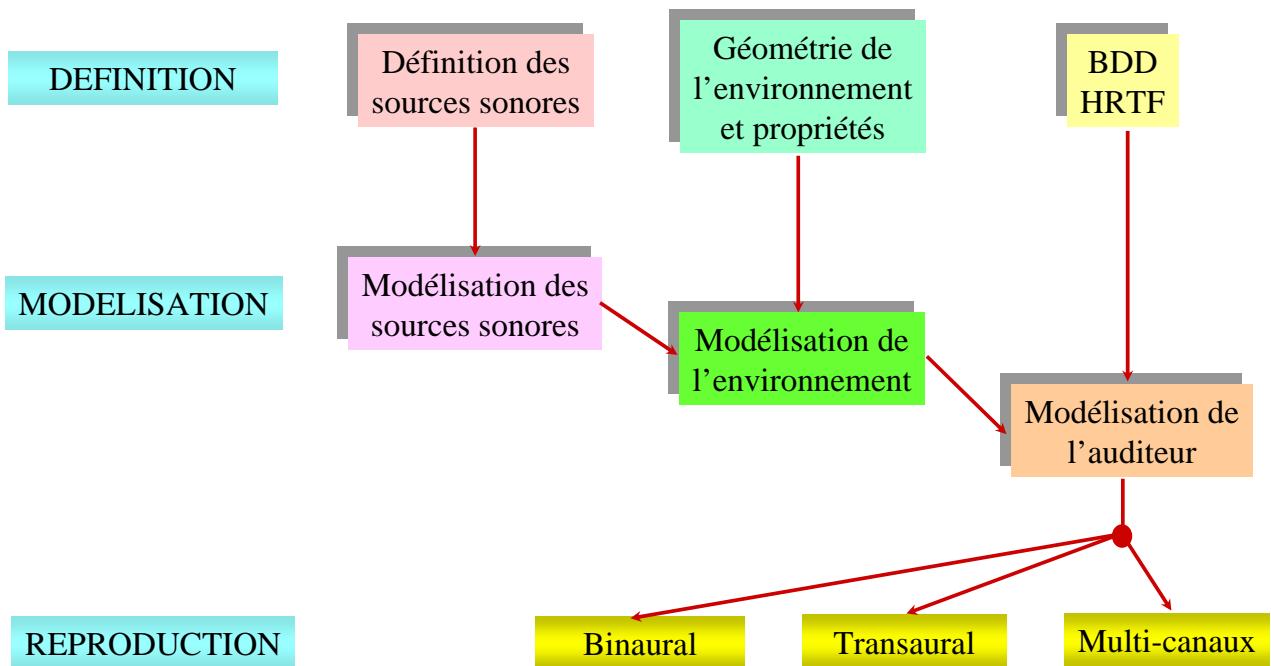 DEFINITION
Définition des
sources sonores
Géométrie de
l’environnement
et propriétés
BDD
HRTF
MODELISATION
Modélisation des
sources sonores
Modélisation de
l’environnement
Modélisation de
l’auditeur
REPRODUCTION
Binaural
Transaural
Multi-canaux